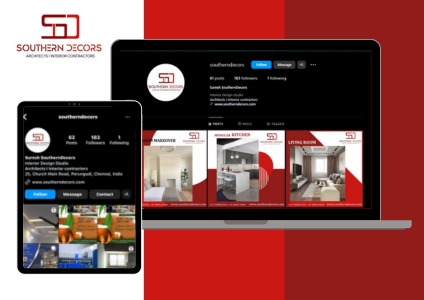 SOUTHERN DECORS
ARCHITECTS I INTERIOR CONTRACTORS
southerndecors
Follow
Message
61 posts 183 followers 1 following
Suresh SouthernDecors
Interior design studio
Architects / Interior contractors
www.southerndecors.com
SOUTHERN DECORS
POSTS
REELS
TAGGED
MAKEOVER
MODULAR KITCHEN
LIVING ROOM
southerndecors
62 183 1
Posts Followers Following
Suresh SouthernDecors
Interior Design Studio
Architects I Interior contractors
25, Church Main Road, Perungudi, Chennai, India
www.southerndecors.com
Follow
Message
Contact